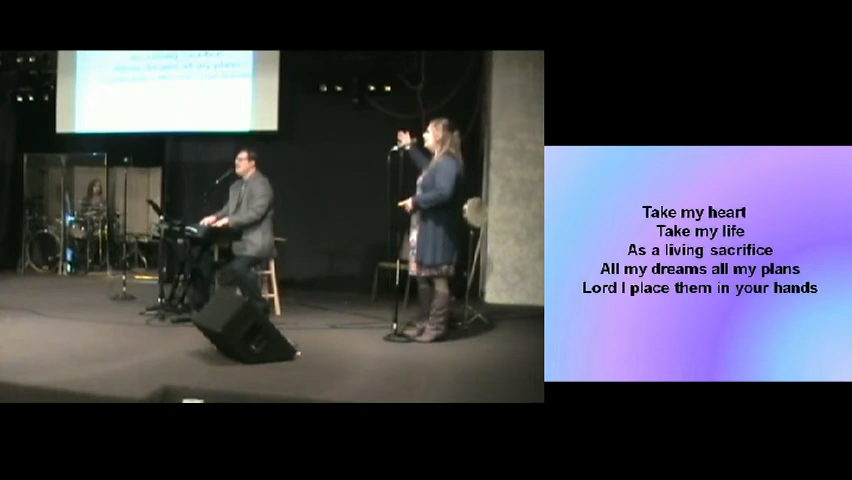 Take my heart
Take my life
As a living sacrifice
All my dreams all my plans
Lord I place them in your hands